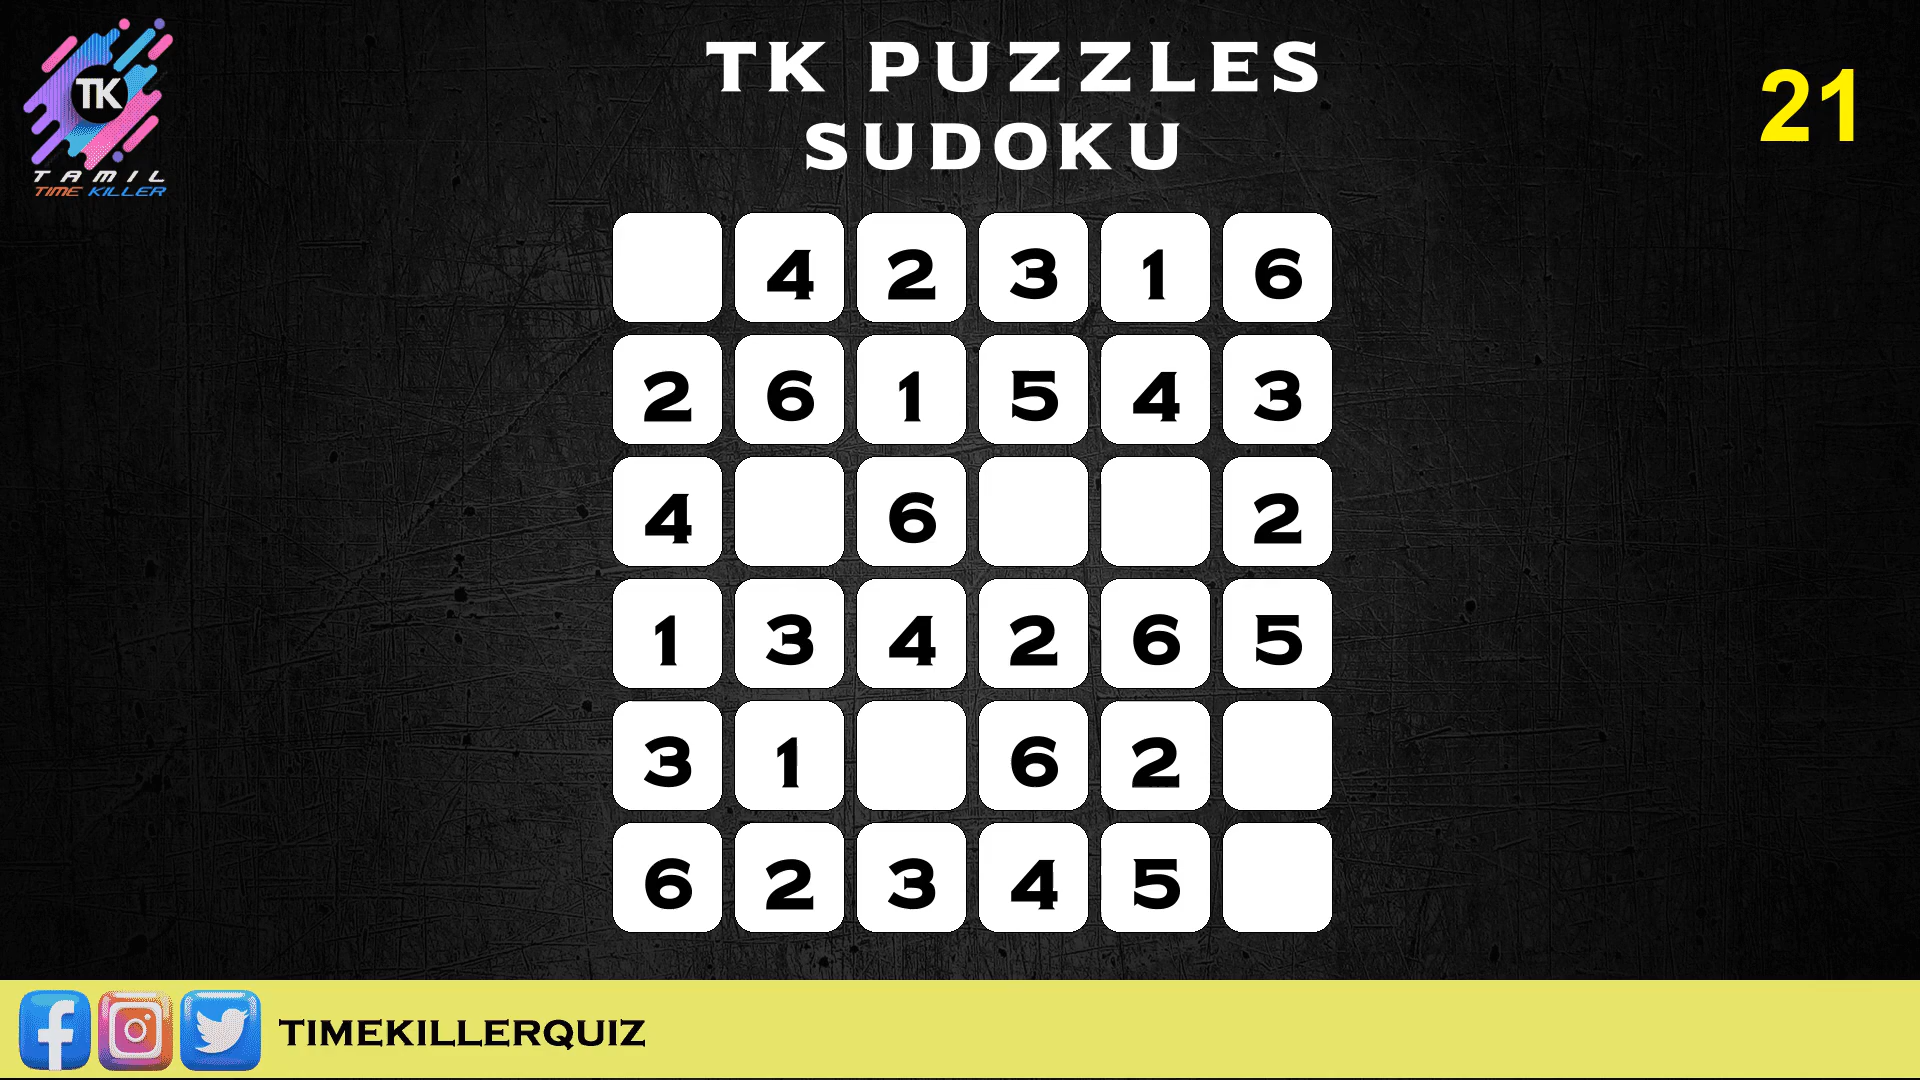 TK
TAMIL
TIME KILLER
TK PUZZLES
SUDOKU
21
4 2 3 1 6
2 6 1 5 4 3
4 6 2
1 3 4 2 6 5
3 1 6 2
6 2 3 4 5
TIMEKILLERQUIZ